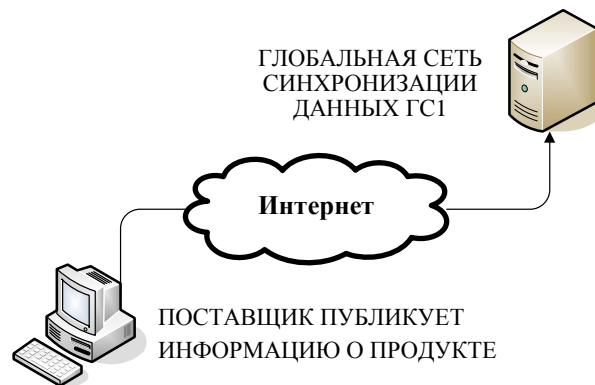 ГЛОБАЛЬНАЯ СЕТЬ
СИНХРОНИЗАЦИИ
ДАННЫХ ГС1
Интернет
ПОСТАВЩИК ПУБЛИКУЕТ
ИНФОРМАЦИЮ О ПРОДУКТЕ